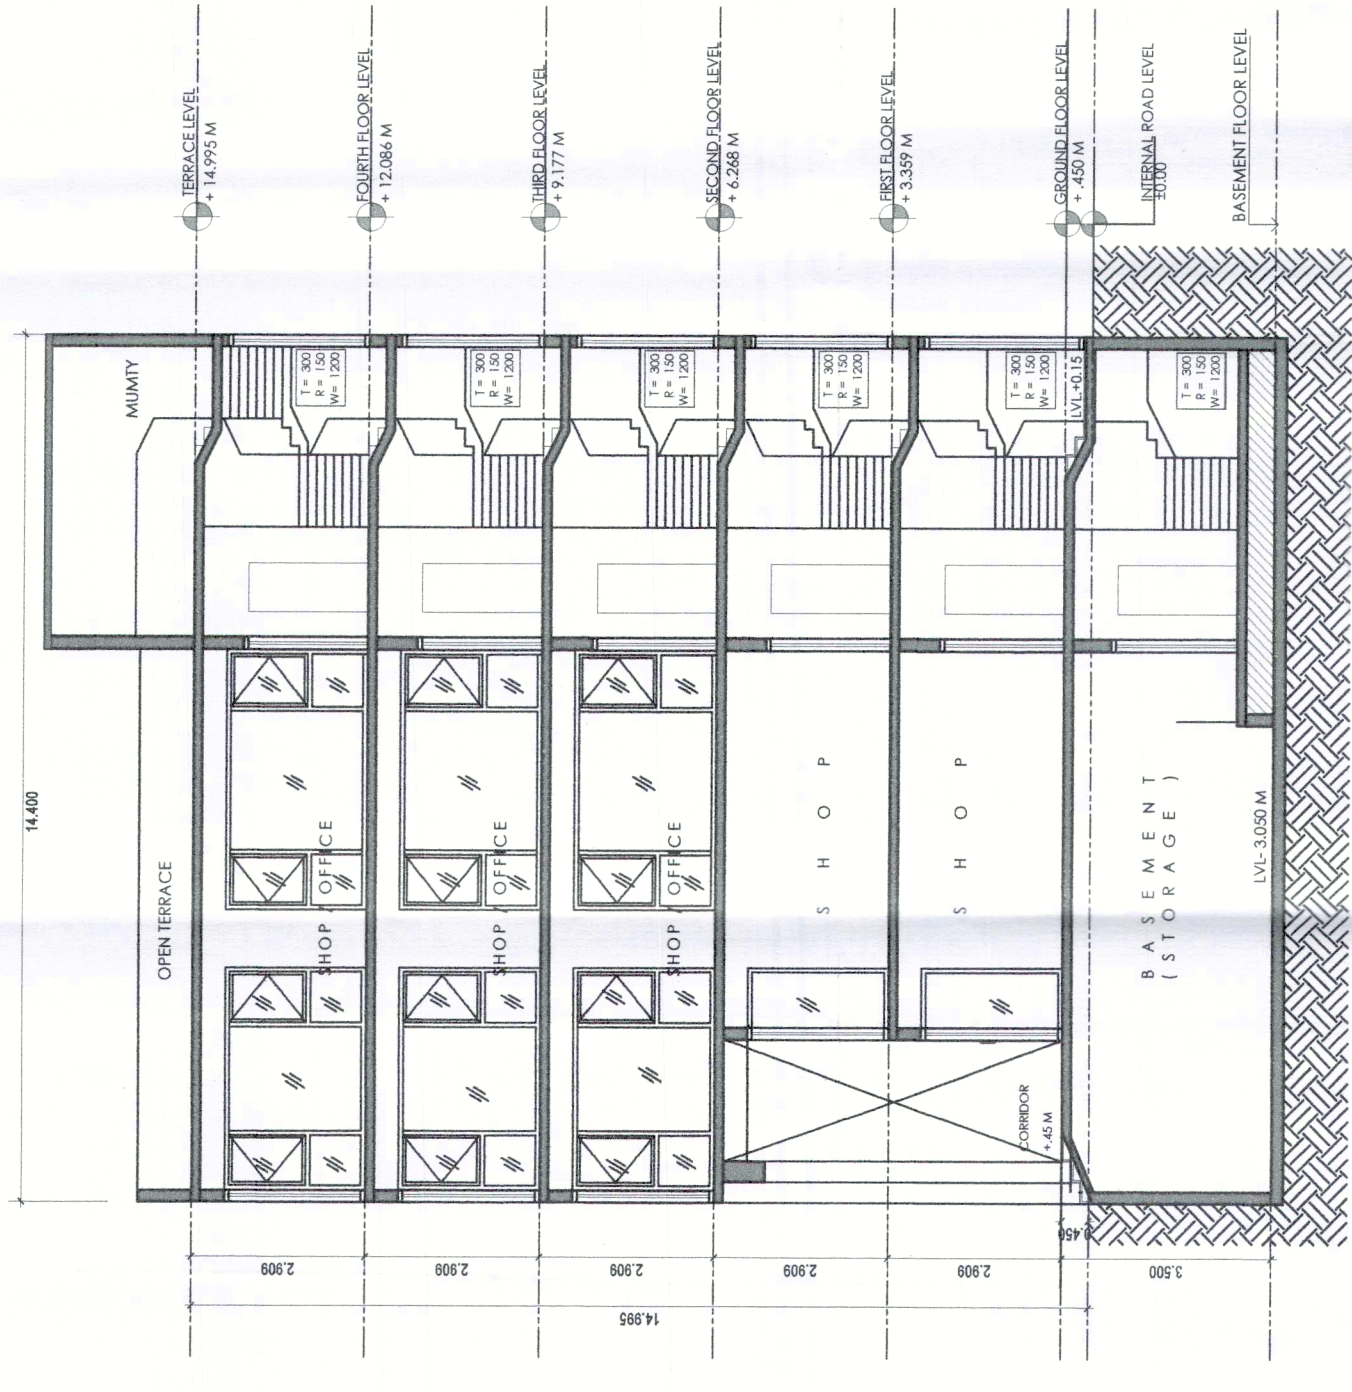 14.400
MUMTY
OPEN TERRACE
TERRACE LEVEL
+ 14.995 M
FOURTH FLOOR LEVEL
+ 12.086 M
THIRD FLOOR LEVEL
+ 9.177 M
SECOND FLOOR LEVEL
+ 6.268 M
FIRST FLOOR LEVEL
+ 3.359 M
GROUND FLOOR LEVEL
+ .450 M
INTERNAL ROAD LEVEL
±0.00
BASEMENT FLOOR LEVEL
T = 300
R = 150
W= 1200
T = 300
R = 150
W= 1200
T = 300
R = 150
W= 1200
T = 300
R = 150
W= 1200
T = 300
R = 150
W= 1200
LVL +0.15
T = 300
R = 150
W= 1200
SHOP / OFFICE
SHOP / OFFICE
SHOP / OFFICE
SHOP
SHOP
BASEMENT
( STORAGE )
LVL- 3.050 M
CORRIDOR
+.45 M
2.909
2.909
2.909
2.909
2.909
0.450
3.500
14.995